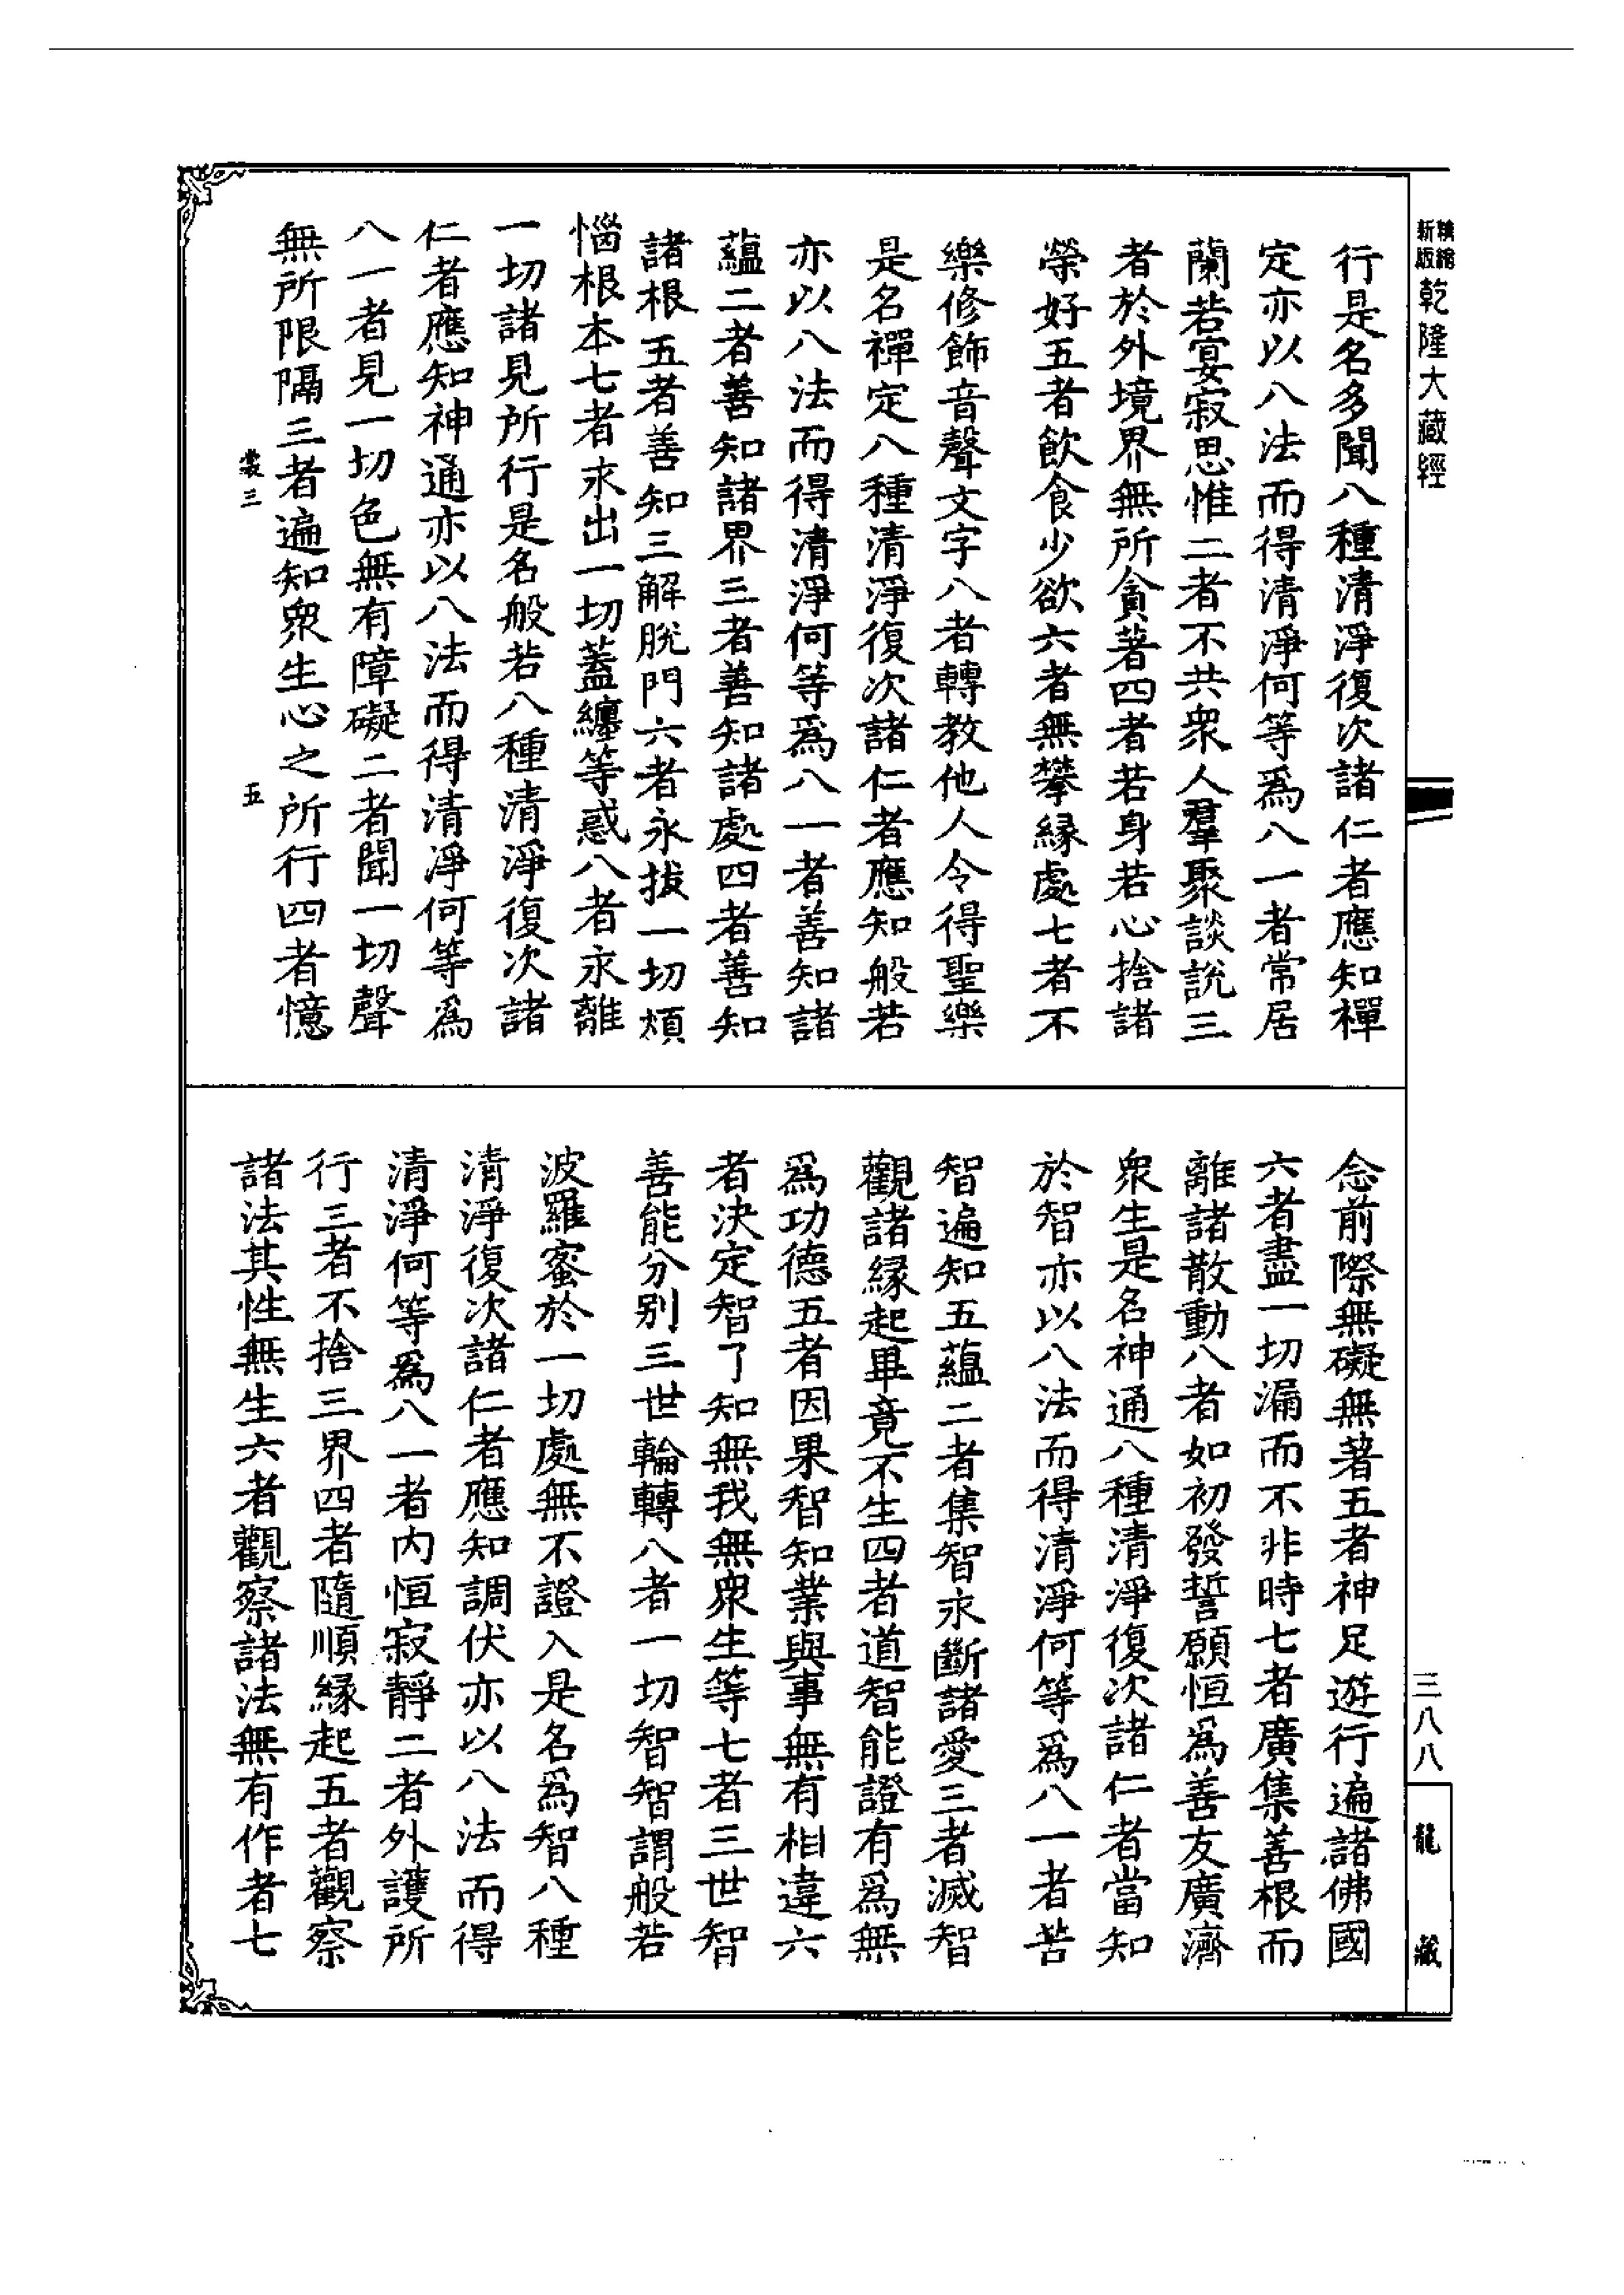 精縮
新版
乾隆大藏經
行是名多聞八種清淨復次諸仁者應知禪
定亦以八法而得清淨何等為八一者常居
蘭若宴寂思惟二者不共眾人羣聚談說三
者於外境界無所貪著四者若身若心捨諸
榮好五者飲食少欲六者無攀緣處七者不
樂修飾音聲文字八者轉教他人令得聖樂
是名禪定八種清淨復次諸仁者應知般若
亦以八法而得清淨何等為八一者善知諸
蘊二者善知諸界三者善知諸處四者善知
諸根五者善知三解脫門六者永拔一切煩
惱根本七者永出一切蓋纏等惑八者永離
一切諸見所行是名般若八種清淨復次諸
仁者應知神通亦以八法而得清淨何等為
八一者見一切色無有障礙二者聞一切聲
無所限隔三者遍知眾生心之所行四者憶
裳三 五
念前際無礙無著五者神足遊行遍諸佛國
六者盡一切漏而不非時七者廣集善根而
離諸散動八者如初發誓願恒為善友廣濟
眾生是名神通八種清淨復次諸仁者當知
於智亦以八法而得清淨何等為八一者苦
智遍知五蘊二者集智永斷諸愛三者滅智
觀諸緣起畢竟不生四者道智能證有為無
為功德五者因果智知業與事無有相違六
者決定智了知無我無眾生等七者三世智
善能分別三世輪轉八者一切智智謂般若
波羅蜜於一切處無不證入是名為智八種
清淨復次諸仁者應知調伏亦以八法而得
清淨何等為八一者內恒寂靜二者外護所
行三者不捨三界四者隨順緣起五者觀察
諸法其性無生六者觀察諸法無有作者七
三八八
龍藏